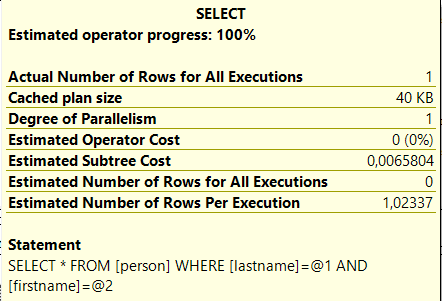 SELECT
Estimated operator progress: 100%
Actual Number of Rows for All Executions 1
Cached plan size 40 KB
Degree of Parallelism 1
Estimated Operator Cost 0 (0%)
Estimated Subtree Cost 0,0065804
Estimated Number of Rows for All Executions 0
Estimated Number of Rows Per Execution 1,02337
Statement
SELECT * FROM [person] WHERE [lastname]=@1 AND
[firstname]=@2